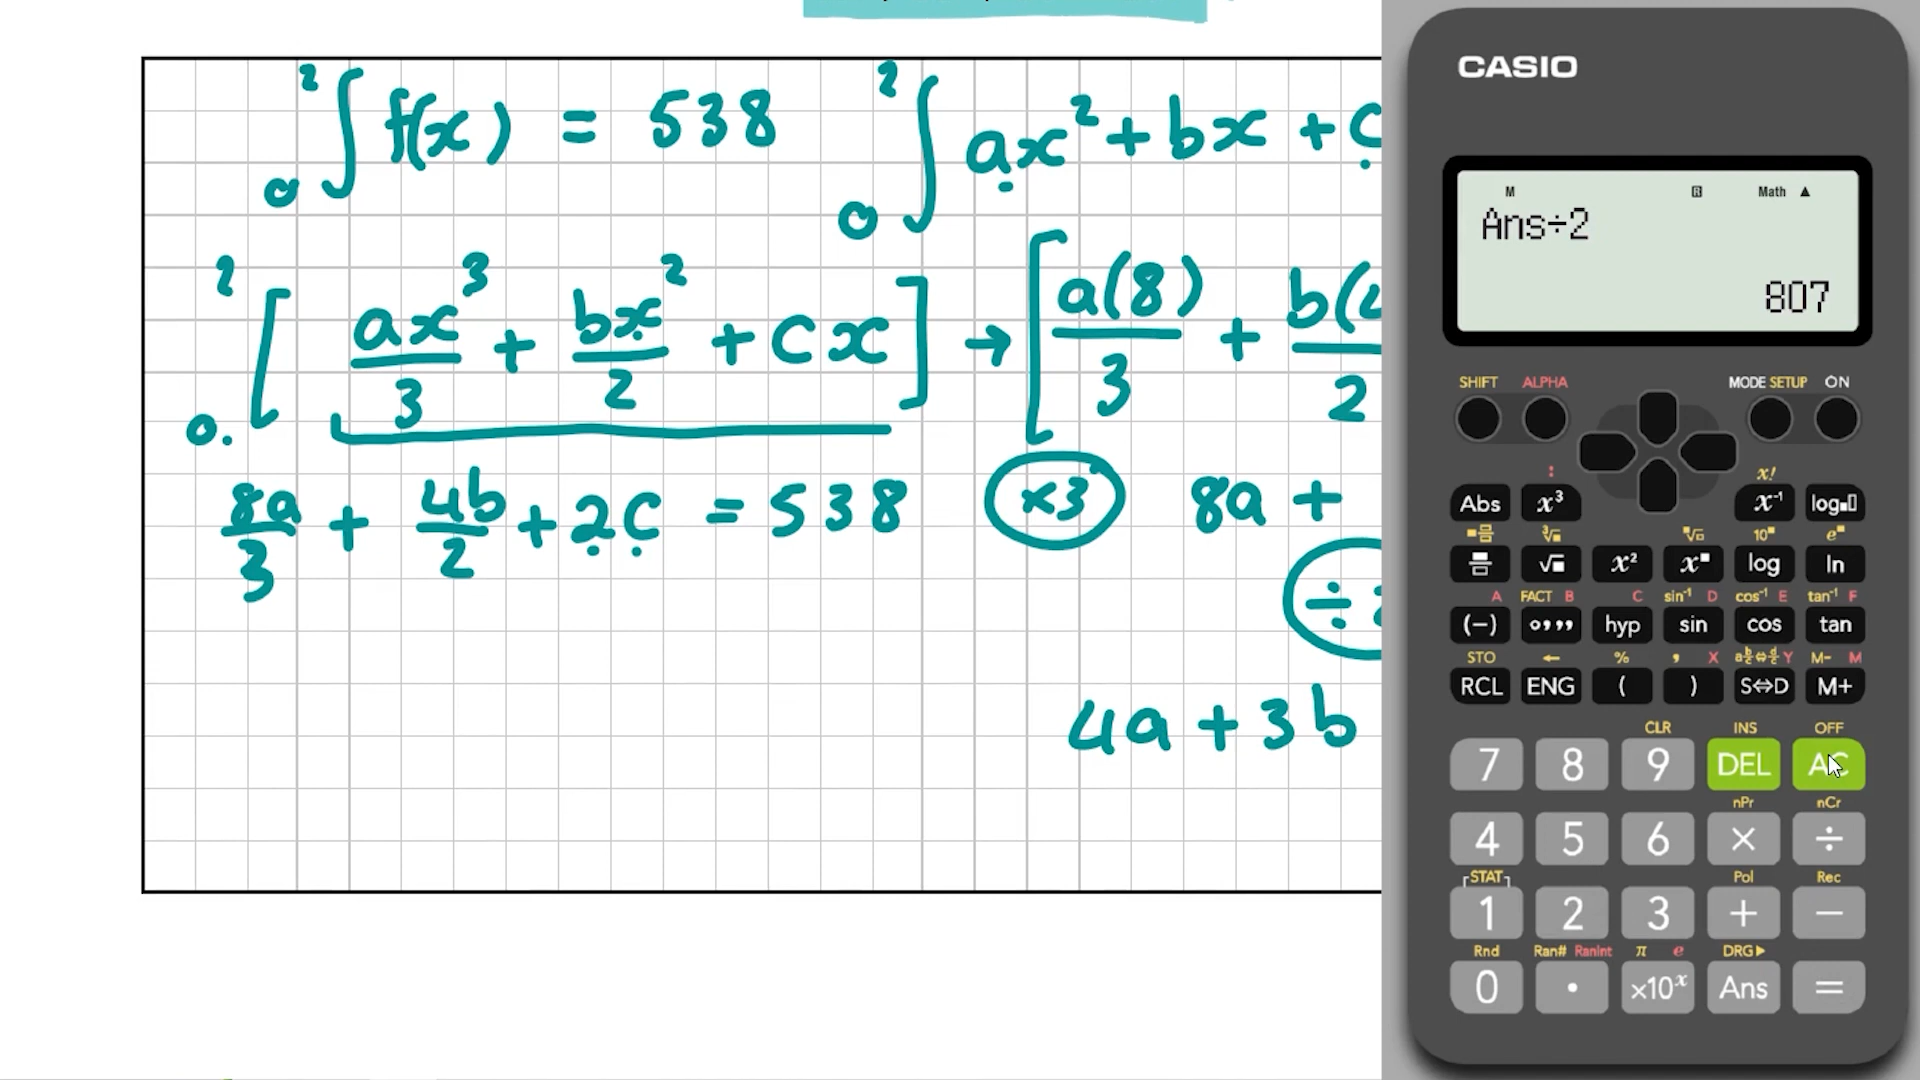 ²∫₀ f(x) = 538
²∫₀ ax² + bx + c
²₀.[ax³/3 + bx²/2 + cx] → [a(8)/3 + b(4/2
8a/3 + 4b/2 + 2c = 538
×3 8a +
÷
4a + 3b
CASIO
M R Math ▲
Ans÷2
807
SHIFT ALPHA MODE SETUP ON
: x!
Abs x³ x⁻¹ log
³√ ˣ√ 10 e
√ x² x log ln
A FACT B C sin⁻¹ D cos⁻¹ E tan⁻¹ F
(−) °,,, hyp sin cos tan
STO ← % , X a b/c⇔d/c Y M− M
RCL ENG ( ) S⇔D M+
CLR INS OFF
7 8 9 DEL AC
nPr nCr
4 5 6 × ÷
STAT Pol Rec
1 2 3 + −
Rnd Ran# RanInt π e DRG▶
0 . ×10ˣ Ans =